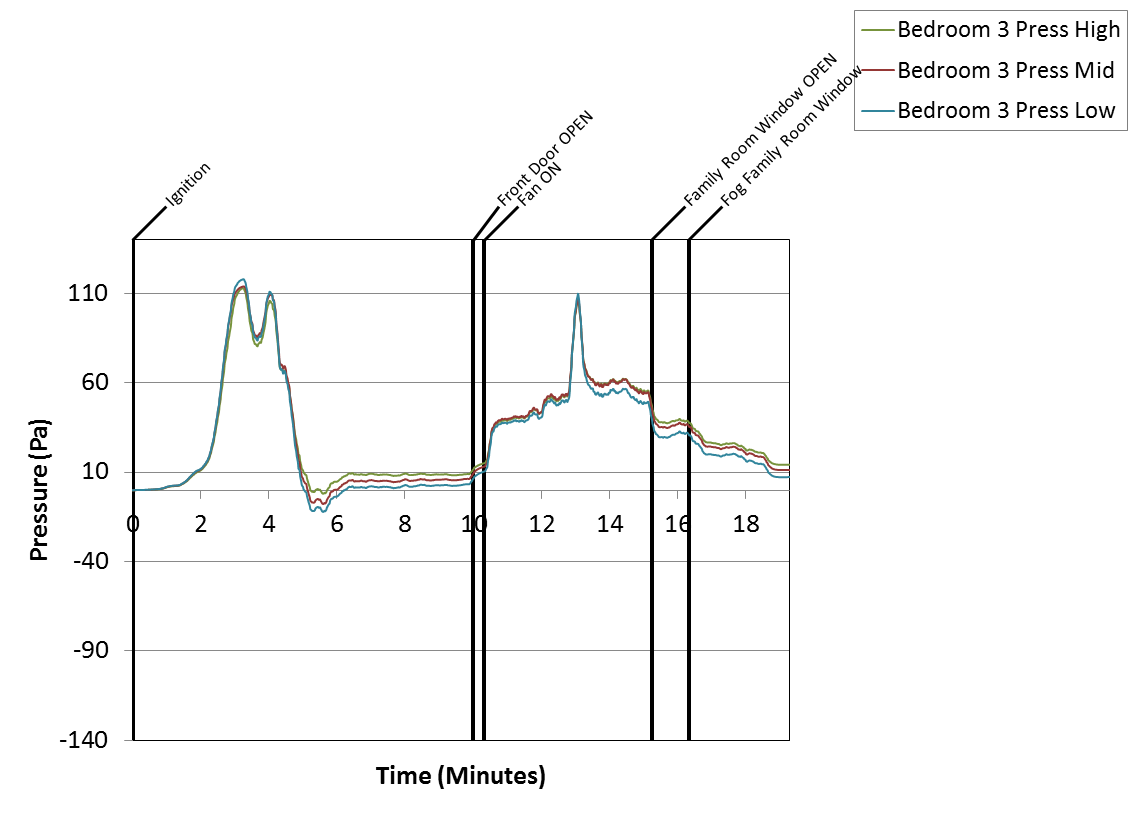 Bedroom 3 Press High
Bedroom 3 Press Mid
Bedroom 3 Press Low
Ignition
Front Door OPEN
Fan ON
Family Room Window OPEN
Fog Family Room Window
110
60
10
-40
-90
-140
0 2 4 6 8 10 12 14 16 18
Pressure (Pa)
Time (Minutes)